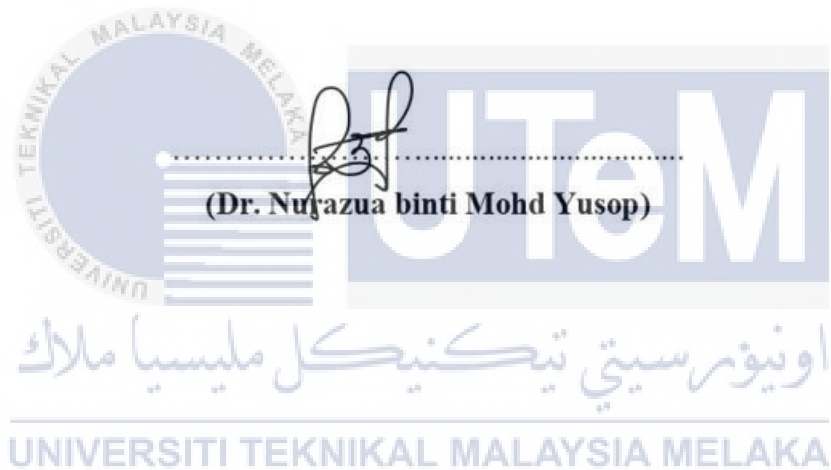 UNIVERSITI TEKNIKAL MALAYSIA MELAKA
UTeM
(Dr. Nurazua binti Mohd Yusop)
اونيۏرسيتي تيكنيكل مليسيا ملاك
UNIVERSITI TEKNIKAL MALAYSIA MELAKA